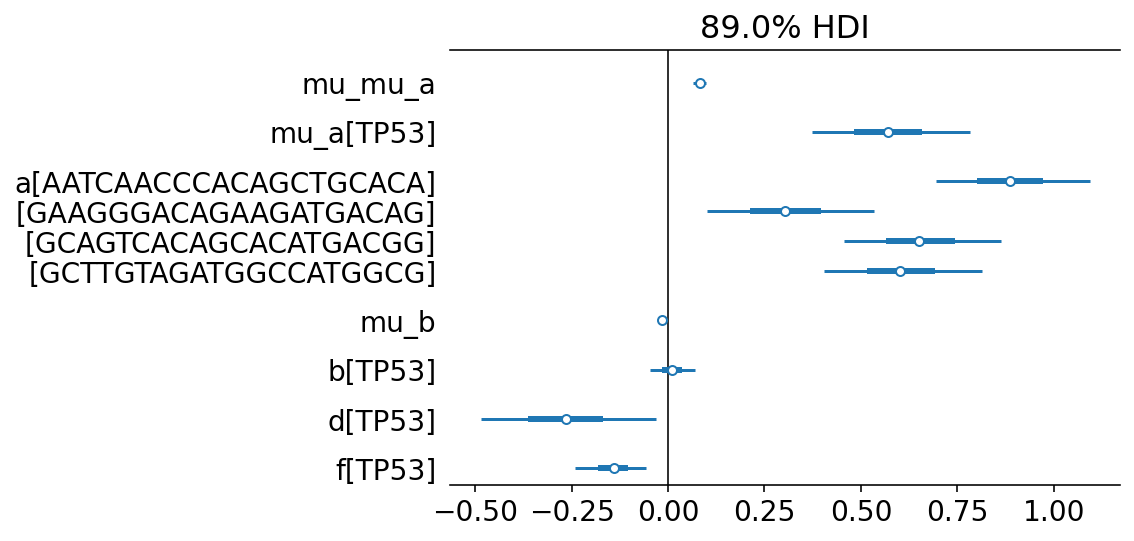 89.0% HDI
mu_mu_a
mu_a[TP53]
a[AATCAACCCACAGCTGCACA]
[GAAGGGACAGAAGATGACAG]
[GCAGTCACAGCACATGACGG]
[GCTTGTAGATGGCCATGGCG]
mu_b
b[TP53]
d[TP53]
f[TP53]
−0.50 −0.25 0.00 0.25 0.50 0.75 1.00